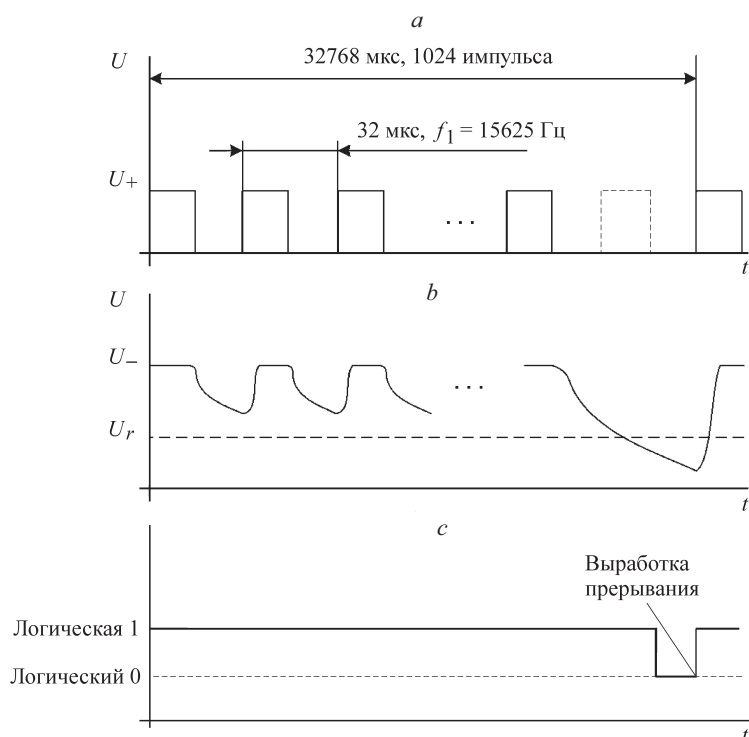 a
U
32768 мкс, 1024 импульса
32 мкс, f1 = 15625 Гц
U+
. . .
t
b
U
U−
. . .
Ur
t
c
Выработка
прерывания
Логическая 1
Логический 0
t